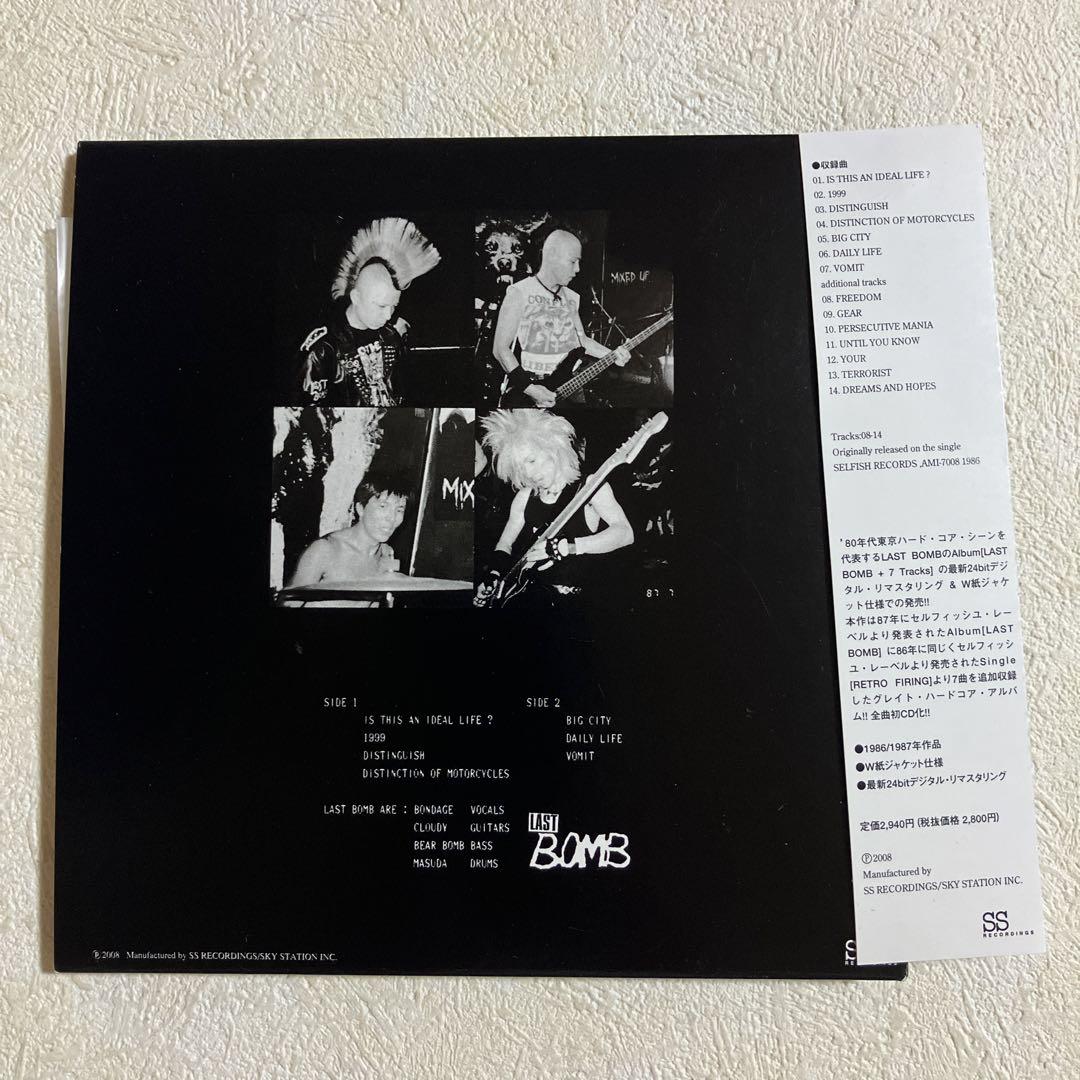 MIXED UP
CONFLICT
MIX
87 7
SIDE 1
IS THIS AN IDEAL LIFE ?
1999
DISTINGUISH
DISTINCTION OF MOTORCYCLES
SIDE 2
BIG CITY
DAILY LIFE
VOMIT
LAST BOMB ARE : BONDAGE VOCALS
CLOUDY GUITARS
BEAR BOMB BASS
MASUDA DRUMS
LAST
BOMB
Ⓟ 2008 Manufactured by SS RECORDINGS/SKY STATION INC.
●収録曲
01. IS THIS AN IDEAL LIFE ?
02. 1999
03. DISTINGUISH
04. DISTINCTION OF MOTORCYCLES
05. BIG CITY
06. DAILY LIFE
07. VOMIT
additional tracks
08. FREEDOM
09. GEAR
10. PERSECUTIVE MANIA
11. UNTIL YOU KNOW
12. YOUR
13. TERRORIST
14. DREAMS AND HOPES
Tracks:08-14
Originally released on the single
SELFISH RECORDS ,AMI-7008 1986
'80年代東京ハード・コア・シーンを
代表するLAST BOMBのAlbum[LAST
BOMB + 7 Tracks] の最新24bitデジ
タル・リマスタリング & W紙ジャケ
ット仕様での発売!!
本作は87年にセルフィッシュ・レー
ベルより発表されたAlbum[LAST
BOMB] に86年に同じくセルフィッシ
ュ・レーベルより発売されたSingle
[RETRO FIRING]より7曲を追加収録
したグレイト・ハードコア・アルバ
ム!! 全曲初CD化!!
●1986/1987年作品
●W紙ジャケット仕様
●最新24bitデジタル・リマスタリング
定価2,940円 (税抜価格 2,800円)
Ⓟ2008
Manufactured by
SS RECORDINGS/SKY STATION INC.
SS
RECORDINGS